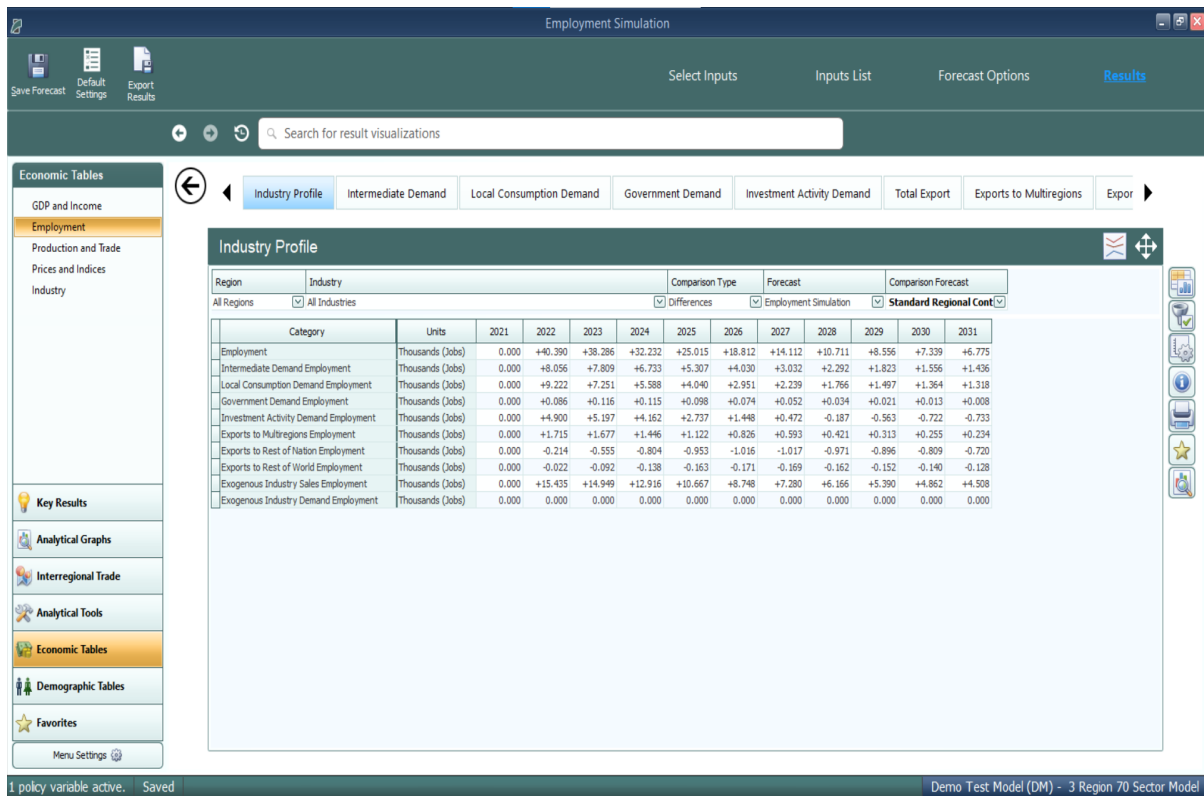 Employment Simulation
Save Forecast
Default Settings
Export Results
Select Inputs
Inputs List
Forecast Options
Results
Search for result visualizations
Economic Tables
GDP and Income
Employment
Production and Trade
Prices and Indices
Industry
Key Results
Analytical Graphs
Interregional Trade
Analytical Tools
Economic Tables
Demographic Tables
Favorites
Menu Settings
Industry Profile
Intermediate Demand
Local Consumption Demand
Government Demand
Investment Activity Demand
Total Export
Exports to Multiregions
Expor
Industry Profile
Region Industry Comparison Type Forecast Comparison Forecast
All Regions All Industries Differences Employment Simulation Standard Regional Cont
Category Units 2021 2022 2023 2024 2025 2026 2027 2028 2029 2030 2031
Employment Thousands (Jobs) 0.000 +40.390 +38.286 +32.232 +25.015 +18.812 +14.112 +10.711 +8.556 +7.339 +6.775
Intermediate Demand Employment Thousands (Jobs) 0.000 +8.056 +7.809 +6.733 +5.307 +4.030 +3.032 +2.292 +1.823 +1.556 +1.436
Local Consumption Demand Employment Thousands (Jobs) 0.000 +9.222 +7.251 +5.588 +4.040 +2.951 +2.239 +1.766 +1.497 +1.364 +1.318
Government Demand Employment Thousands (Jobs) 0.000 +0.086 +0.116 +0.115 +0.098 +0.074 +0.052 +0.034 +0.021 +0.013 +0.008
Investment Activity Demand Employment Thousands (Jobs) 0.000 +4.900 +5.197 +4.162 +2.737 +1.448 +0.472 -0.187 -0.563 -0.722 -0.733
Exports to Multiregions Employment Thousands (Jobs) 0.000 +1.715 +1.677 +1.446 +1.122 +0.826 +0.593 +0.421 +0.313 +0.255 +0.234
Exports to Rest of Nation Employment Thousands (Jobs) 0.000 -0.214 -0.555 -0.804 -0.953 -1.016 -1.017 -0.971 -0.896 -0.809 -0.720
Exports to Rest of World Employment Thousands (Jobs) 0.000 -0.022 -0.092 -0.138 -0.163 -0.171 -0.169 -0.162 -0.152 -0.140 -0.128
Exogenous Industry Sales Employment Thousands (Jobs) 0.000 +15.435 +14.949 +12.916 +10.667 +8.748 +7.280 +6.166 +5.390 +4.862 +4.508
Exogenous Industry Demand Employment Thousands (Jobs) 0.000 0.000 0.000 0.000 0.000 0.000 0.000 0.000 0.000 0.000 0.000
1 policy variable active. Saved
Demo Test Model (DM) - 3 Region 70 Sector Model